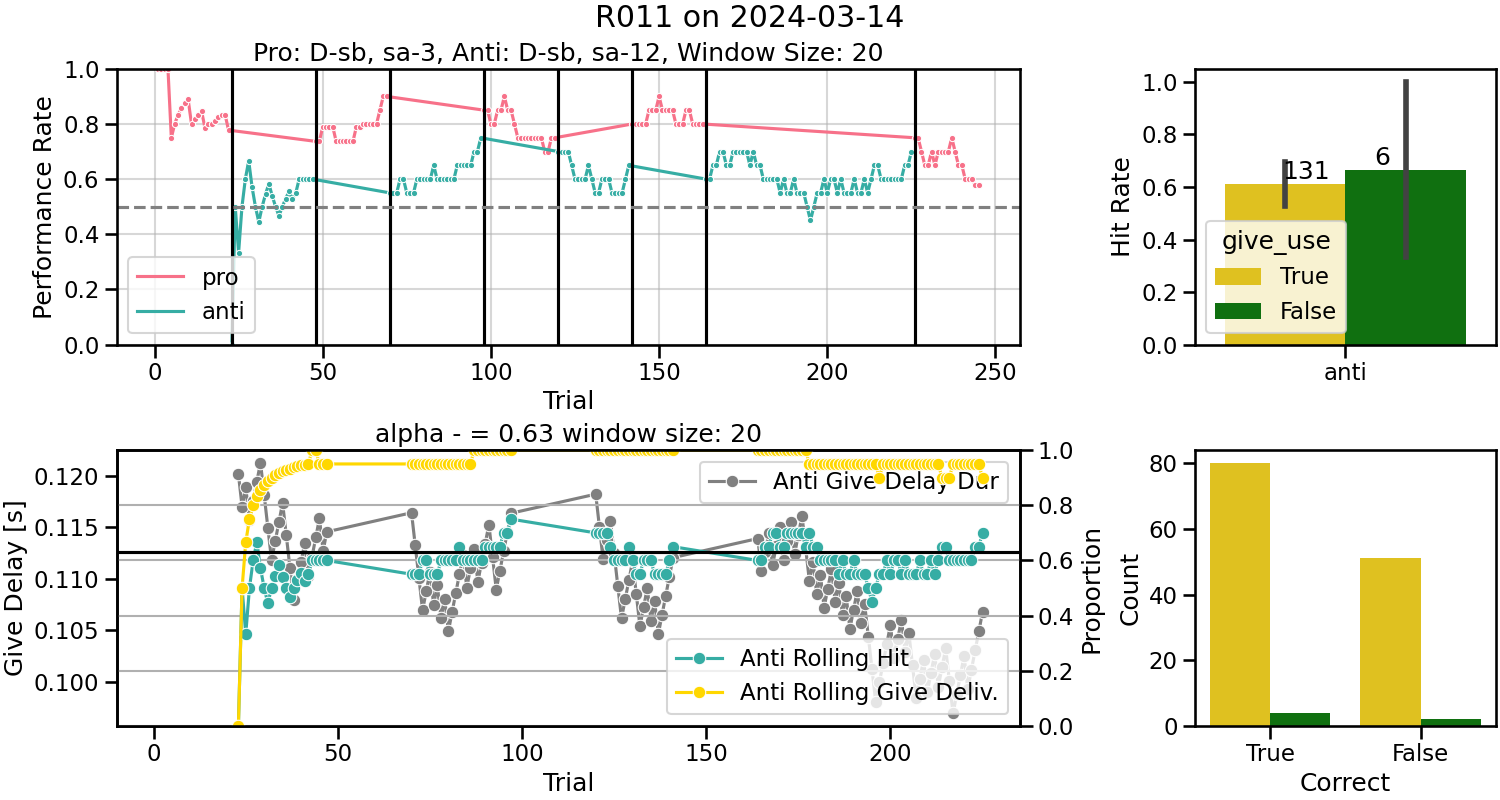 R011 on 2024-03-14
Pro: D-sb, sa-3, Anti: D-sb, sa-12, Window Size: 20
Performance Rate
1.0
0.8
0.6
0.4
0.2
0.0
pro
anti
0
50
100
150
200
250
Trial
Hit Rate
1.0
0.8
0.6
0.4
0.2
0.0
131
6
give_use
True
False
anti
alpha - = 0.63 window size: 20
Give Delay [s]
0.120
0.115
0.110
0.105
0.100
Anti Give Delay Dur
Anti Rolling Hit
Anti Rolling Give Deliv.
1.0
0.8
0.6
0.4
0.2
0.0
Proportion
0
50
100
150
200
Trial
Count
80
60
40
20
0
True
False
Correct